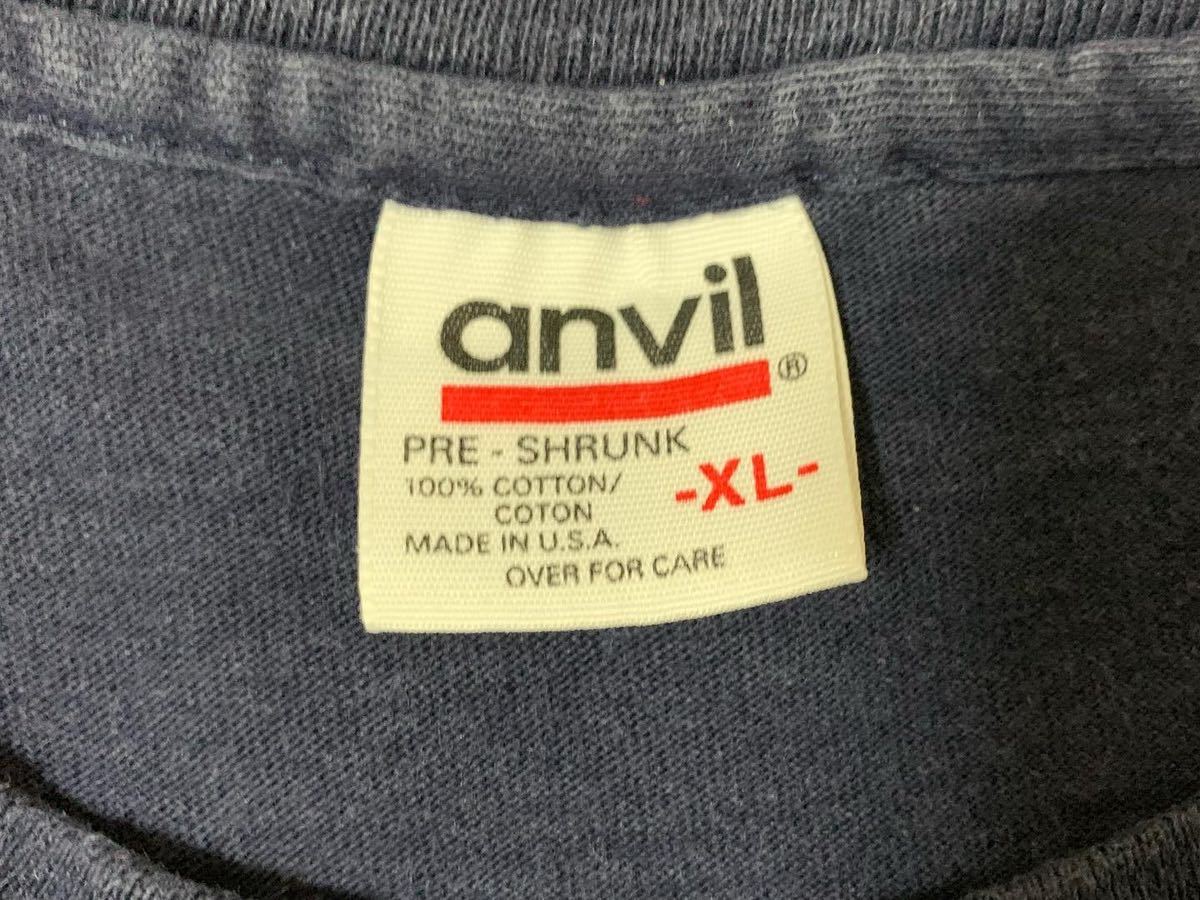 anvil
®
PRE - SHRUNK
100% COTTON/
COTON
-XL-
MADE IN U.S.A.
OVER FOR CARE